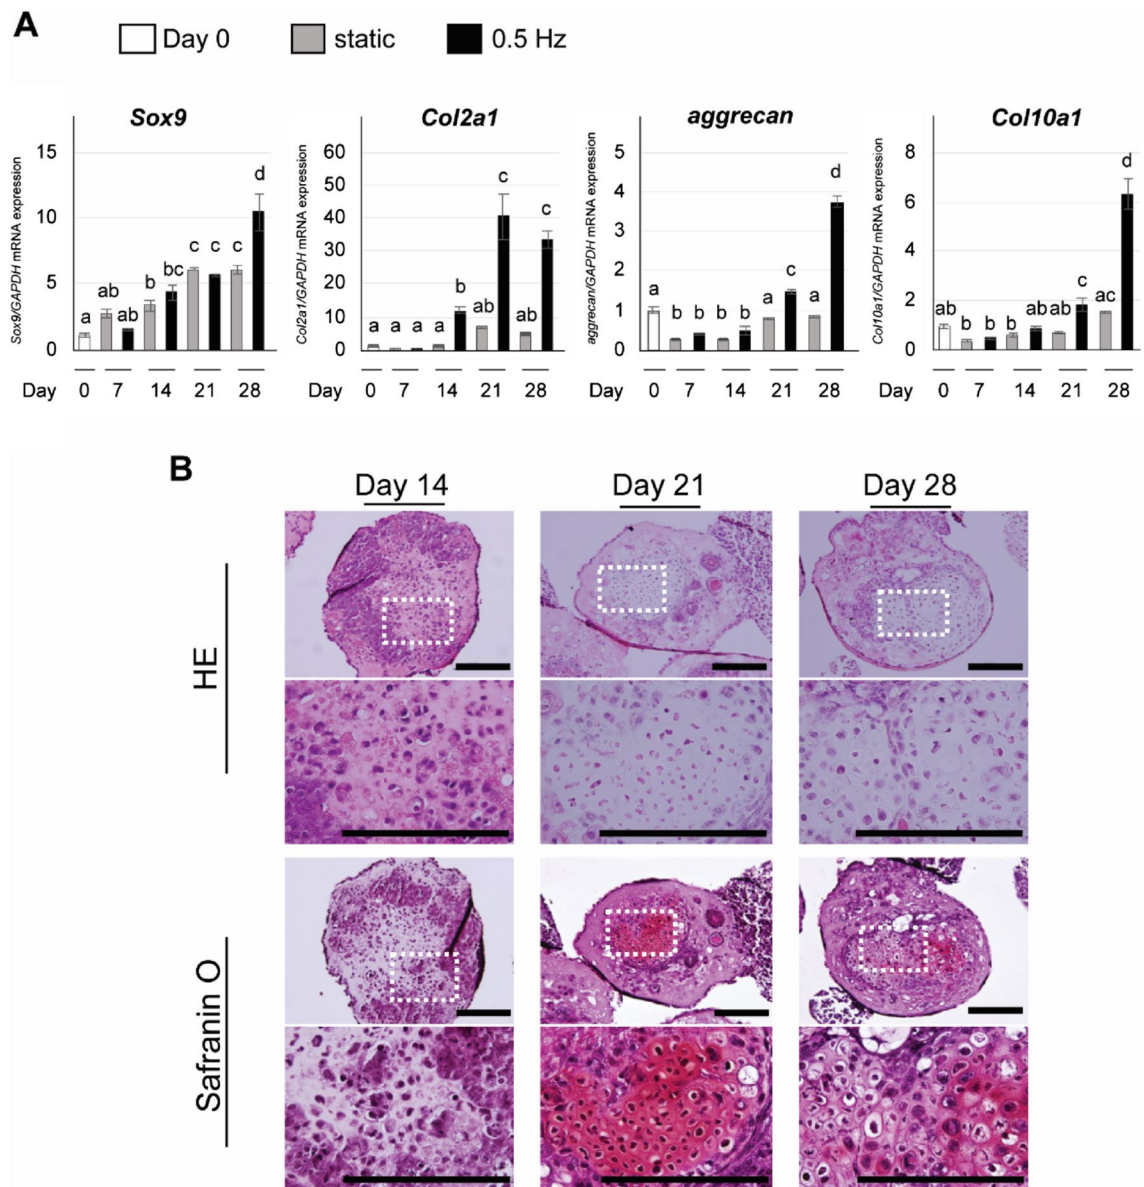 A
Day 0 static 0.5 Hz
Sox9
Sox9/GAPDH mRNA expression
15
10
5
0
a ab ab b bc c c c d
Day 0 7 14 21 28
Col2a1
Col2a1/GAPDH mRNA expression
60
50
40
30
20
10
0
a a a a b ab c ab c
0 7 14 21 28
Day
aggrecan
aggrecan/GAPDH mRNA expression
5
4
3
2
1
0
a b b b b a c a d
Day 0 7 14 21 28
Col10a1
Col10a1/GAPDH mRNA expression
8
6
4
2
0
ab b b b ab ab c ac d
Day 0 7 14 21 28
B
Day 14 Day 21 Day 28
HE
Safranin O